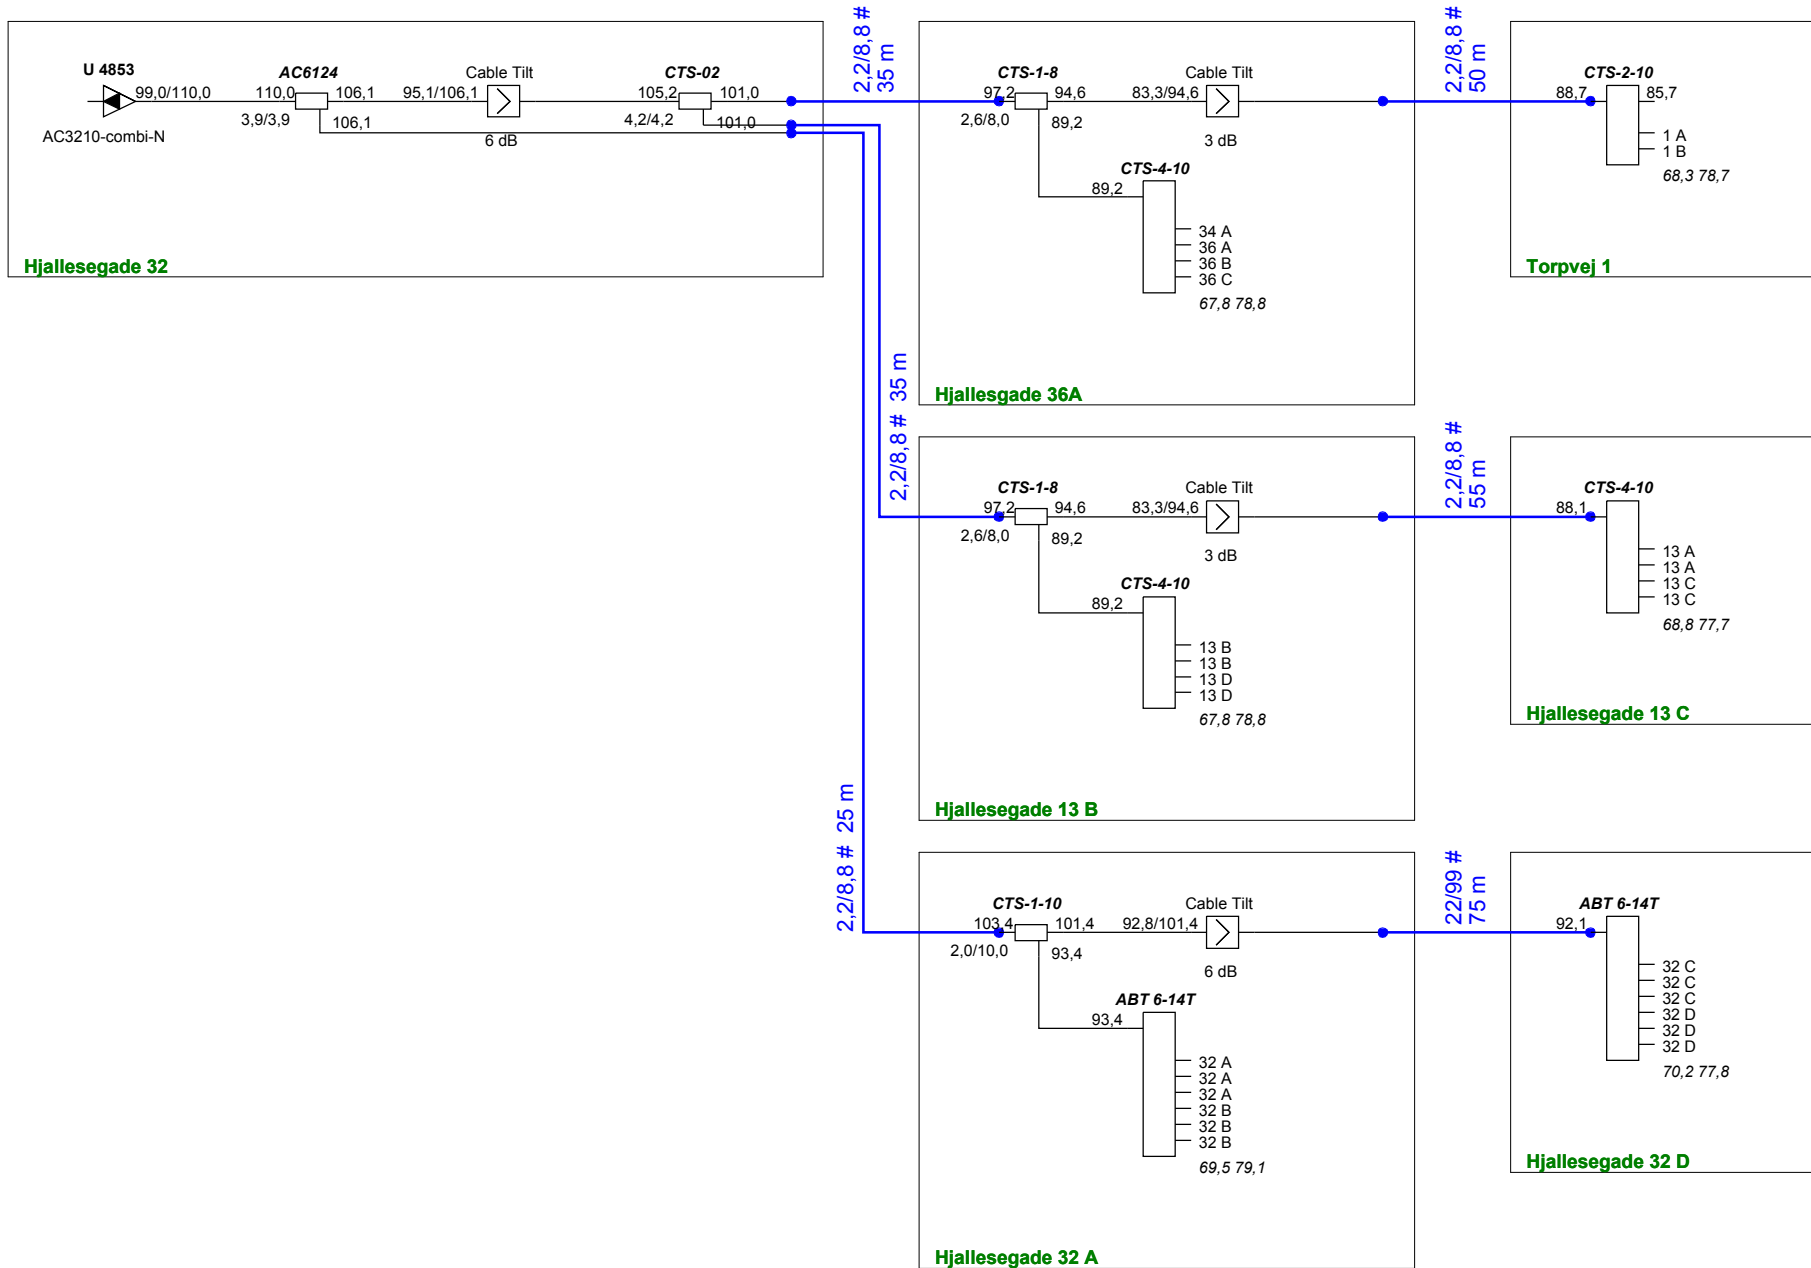 U 4853
99,0/110,0
AC3210-combi-N
AC6124
110,0
106,1
3,9/3,9
106,1
Cable Tilt
95,1/106,1
6 dB
CTS-02
105,2
101,0
4,2/4,2
101,0
Hjallesegade 32
2,2/8,8 #
35 m
CTS-1-8
97,2
94,6
2,6/8,0
89,2
Cable Tilt
83,3/94,6
3 dB
CTS-4-10
89,2
34 A
36 A
36 B
36 C
67,8 78,8
Hjallesgade 36A
2,2/8,8 #
50 m
CTS-2-10
88,7
85,7
1 A
1 B
68,3 78,7
Torpvej 1
2,2/8,8 # 35 m
CTS-1-8
97,2
94,6
2,6/8,0
89,2
Cable Tilt
83,3/94,6
3 dB
CTS-4-10
89,2
13 B
13 B
13 D
13 D
67,8 78,8
Hjallesegade 13 B
2,2/8,8 #
55 m
CTS-4-10
88,1
13 A
13 A
13 C
13 C
68,8 77,7
Hjallesegade 13 C
2,2/8,8 # 25 m
CTS-1-10
103,4
101,4
2,0/10,0
93,4
Cable Tilt
92,8/101,4
6 dB
ABT 6-14T
93,4
32 A
32 A
32 A
32 B
32 B
32 B
69,5 79,1
Hjallesegade 32 A
22/99 #
75 m
ABT 6-14T
92,1
32 C
32 C
32 C
32 D
32 D
32 D
70,2 77,8
Hjallesegade 32 D